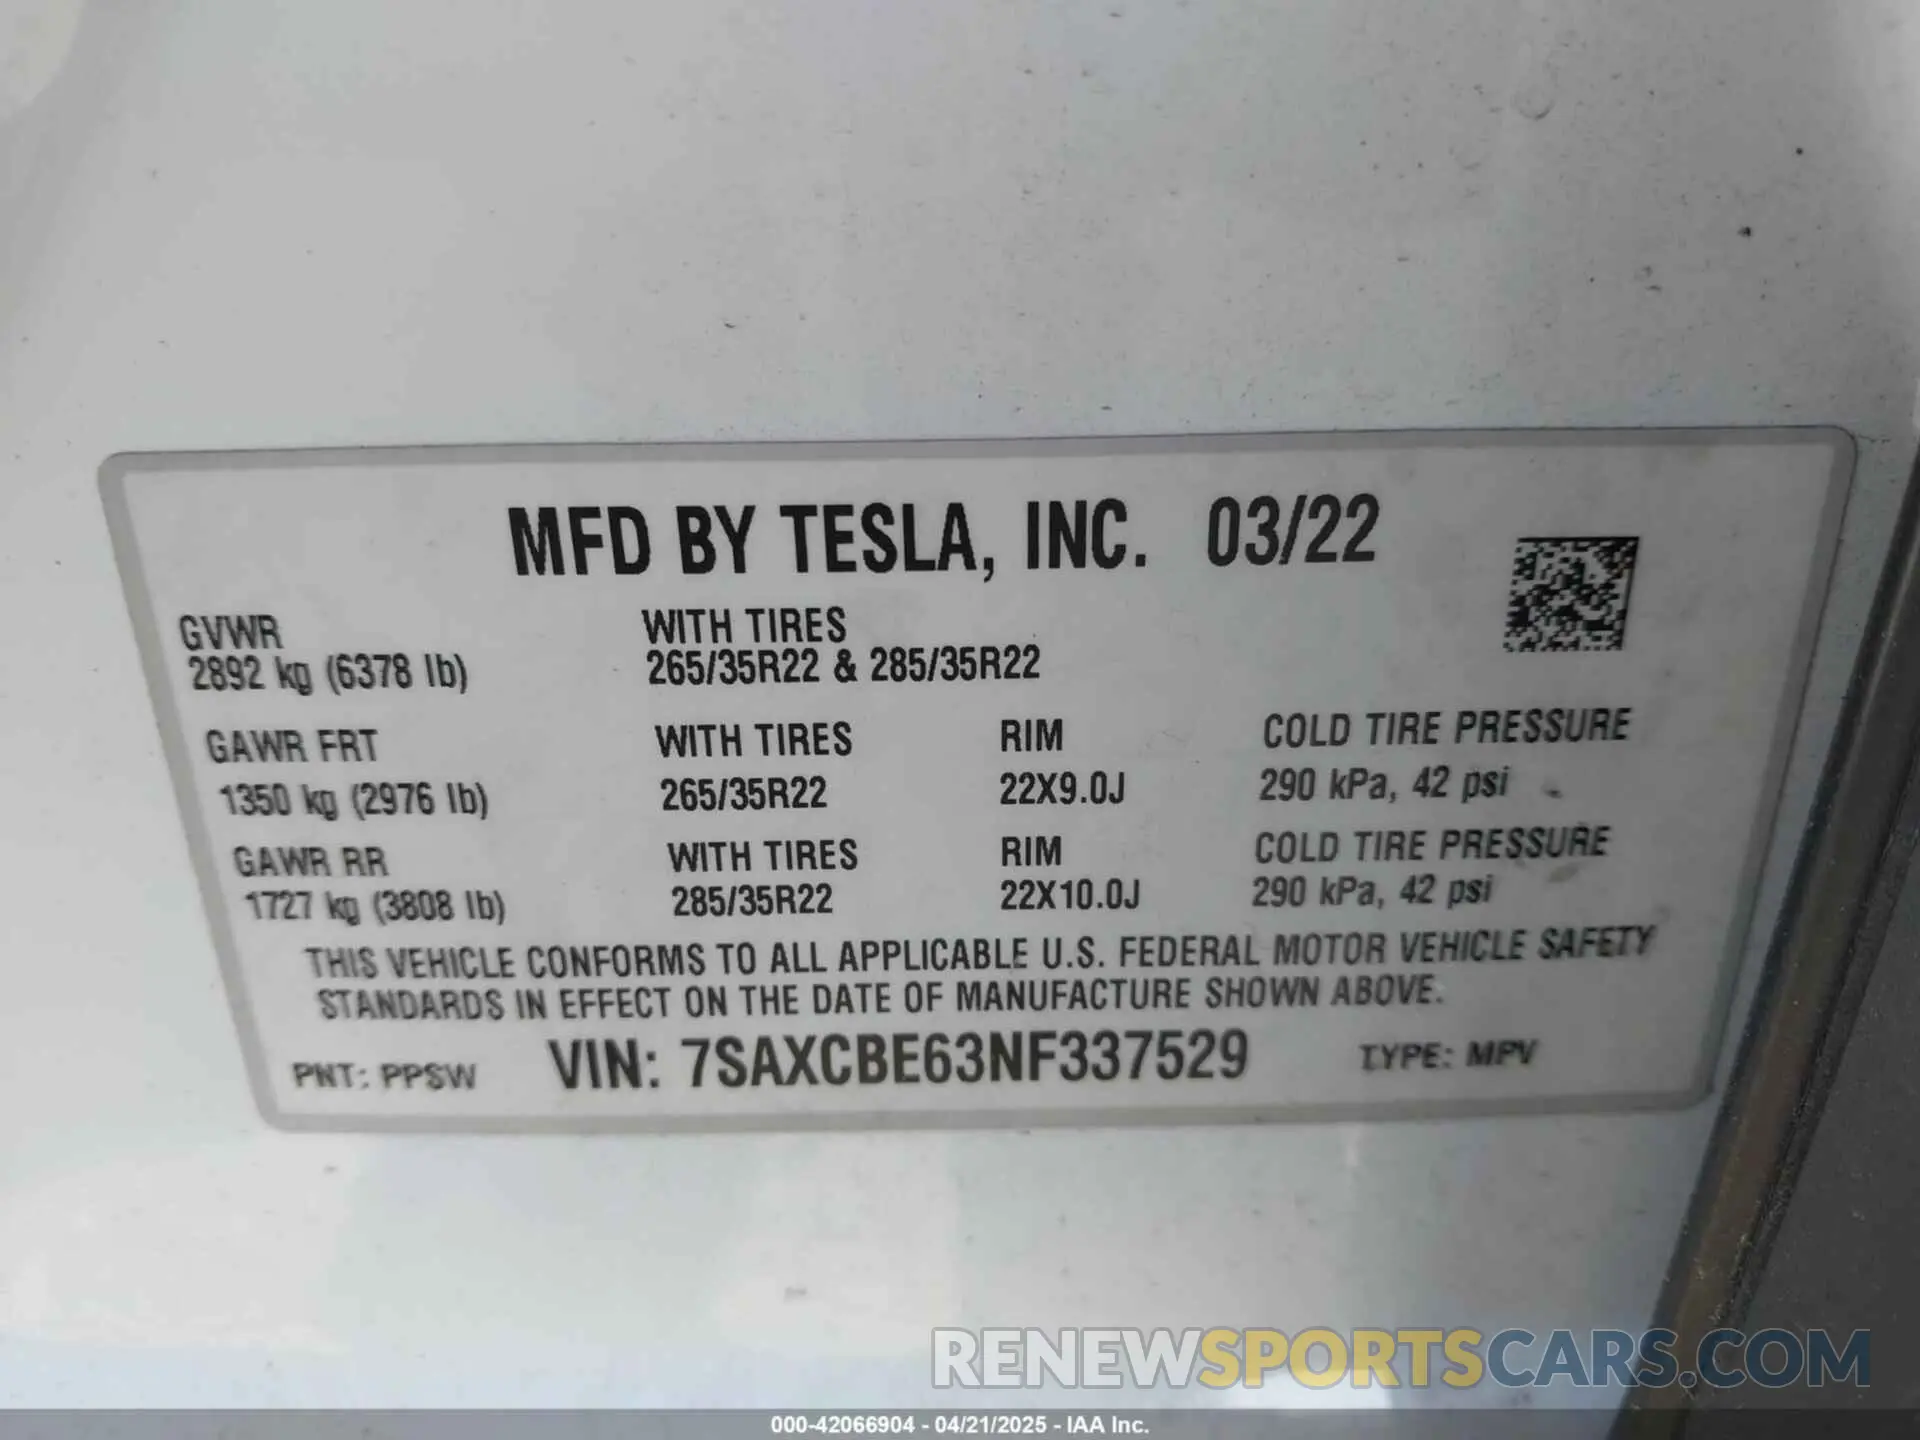 MFD BY TESLA, INC. 03/22
GVWR WITH TIRES
2892 kg (6378 lb) 265/35R22 & 285/35R22
GAWR FRT WITH TIRES RIM COLD TIRE PRESSURE
1350 kg (2976 lb) 265/35R22 22X9.0J 290 kPa, 42 psi
GAWR RR WITH TIRES RIM COLD TIRE PRESSURE
1727 kg (3808 lb) 285/35R22 22X10.0J 290 kPa, 42 psi
THIS VEHICLE CONFORMS TO ALL APPLICABLE U.S. FEDERAL MOTOR VEHICLE SAFETY
STANDARDS IN EFFECT ON THE DATE OF MANUFACTURE SHOWN ABOVE.
PNT: PPSW VIN: 7SAXCBE63NF337529 TYPE: MPV
RENEWSPORTSCARS.COM
000-42066904 - 04/21/2025 - IAA Inc.